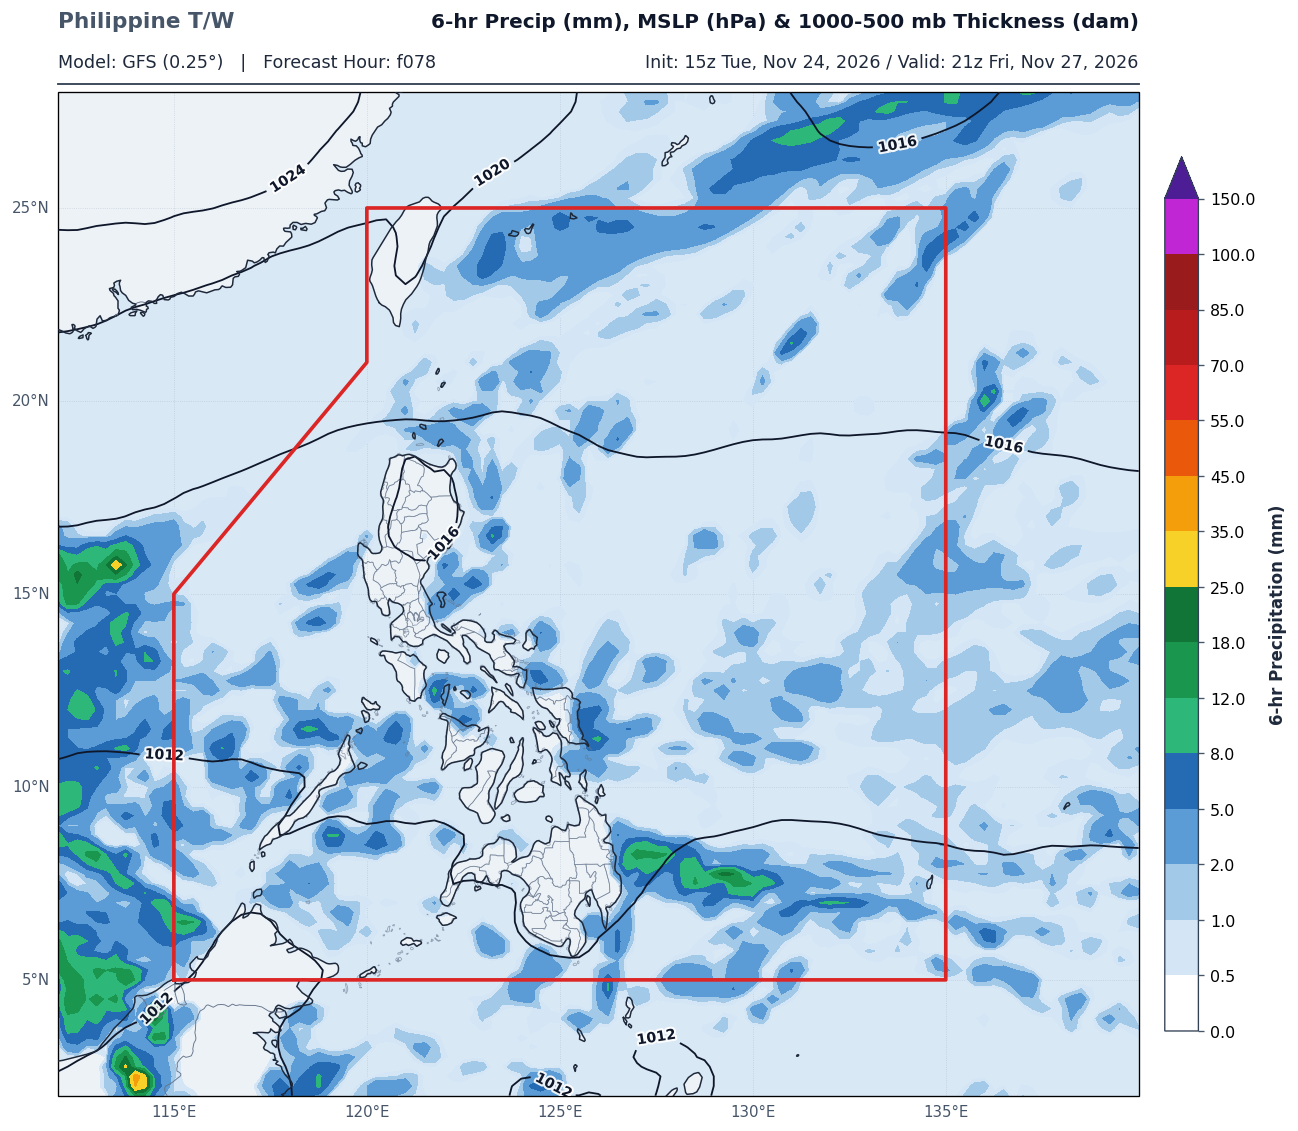 Philippine T/W
6-hr Precip (mm), MSLP (hPa) & 1000-500 mb Thickness (dam)
Model: GFS (0.25°) | Forecast Hour: f078
Init: 15z Tue, Nov 24, 2026 / Valid: 21z Fri, Nov 27, 2026
1024
1020
1016
1016
1016
1012
1012
1012
1012
25°N
20°N
15°N
10°N
5°N
115°E
120°E
125°E
130°E
135°E
150.0
100.0
85.0
70.0
55.0
45.0
35.0
25.0
18.0
12.0
8.0
5.0
2.0
1.0
0.5
0.0
6-hr Precipitation (mm)